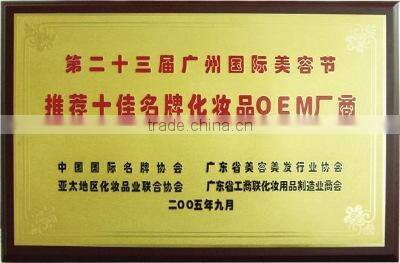 第二十三届广州国际美容节
推荐十佳名牌化妆品OEM厂商
trade.china.cn
中国国际名牌协会 广东省美容美发行业协会
亚太地区化妆品业联合协会 广东省工商联化妆用品制造业商会
二00五年九月